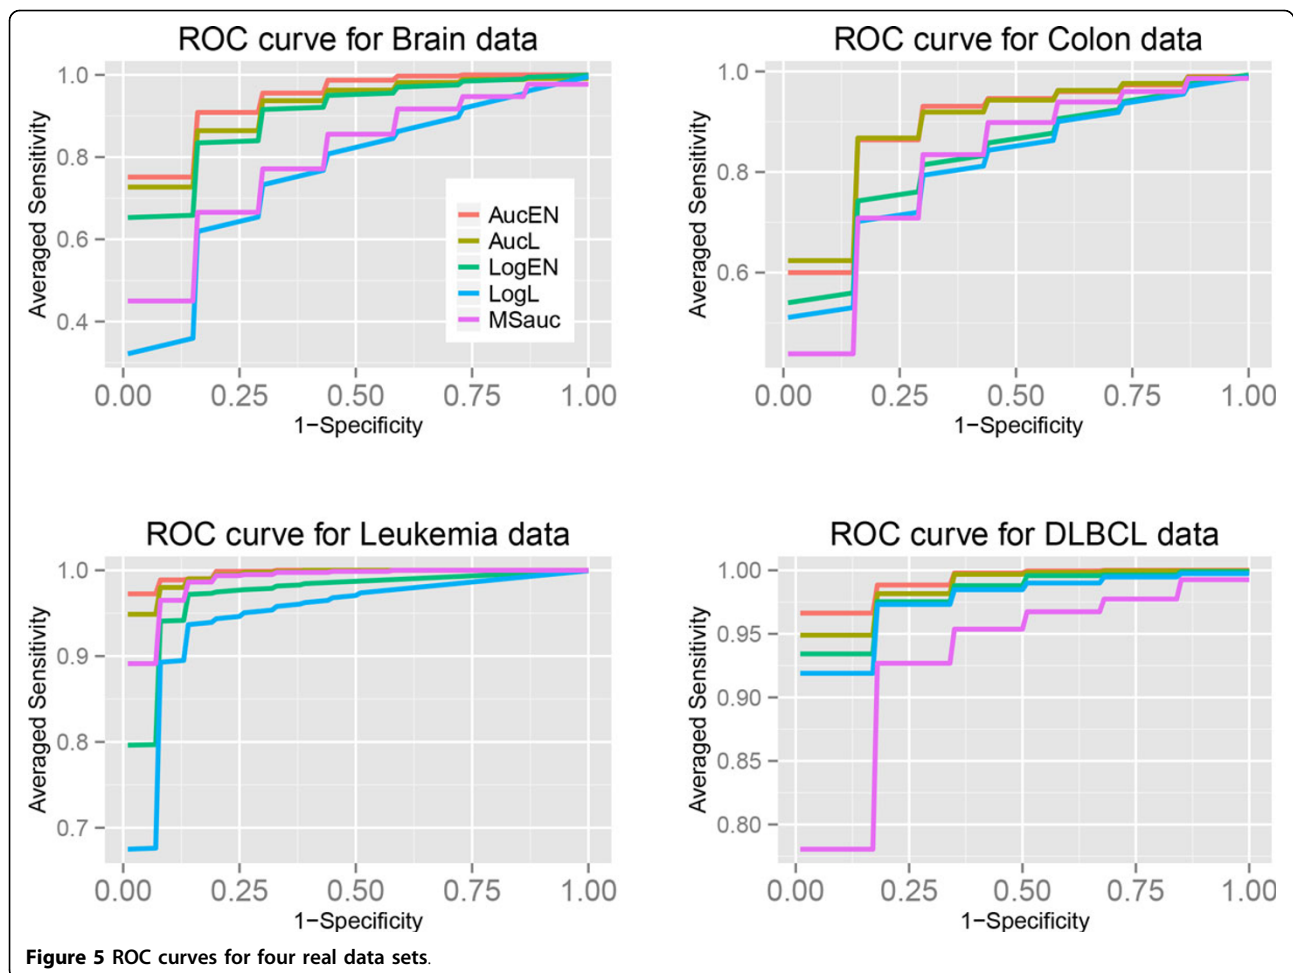 ROC curve for Brain data
1.0
0.8
0.6
0.4
Averaged Sensitivity
AucEN
AucL
LogEN
LogL
MSauc
0.00 0.25 0.50 0.75 1.00
1−Specificity
ROC curve for Colon data
1.0
0.8
0.6
Averaged Sensitivity
0.00 0.25 0.50 0.75 1.00
1−Specificity
ROC curve for Leukemia data
1.0
0.9
0.8
0.7
Averaged Sensitivity
0.00 0.25 0.50 0.75 1.00
1−Specificity
ROC curve for DLBCL data
1.00
0.95
0.90
0.85
0.80
Averaged Sensitivity
0.00 0.25 0.50 0.75 1.00
1−Specificity
Figure 5 ROC curves for four real data sets.